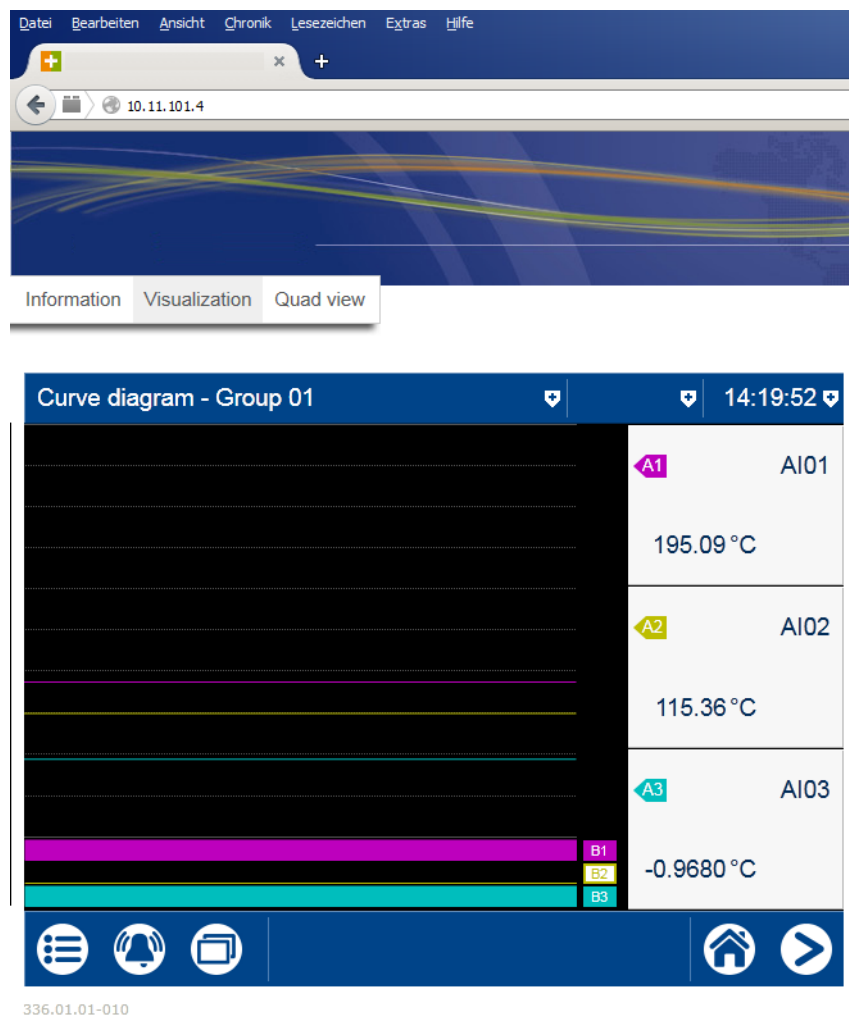 Datei Bearbeiten Ansicht Chronik Lesezeichen Extras Hilfe
10.11.101.4
Information Visualization Quad view
Curve diagram - Group 01 14:19:52
A1 AI01
195.09 °C
A2 AI02
115.36 °C
A3 AI03
-0.9680 °C
B1
B2
B3
336.01.01-010